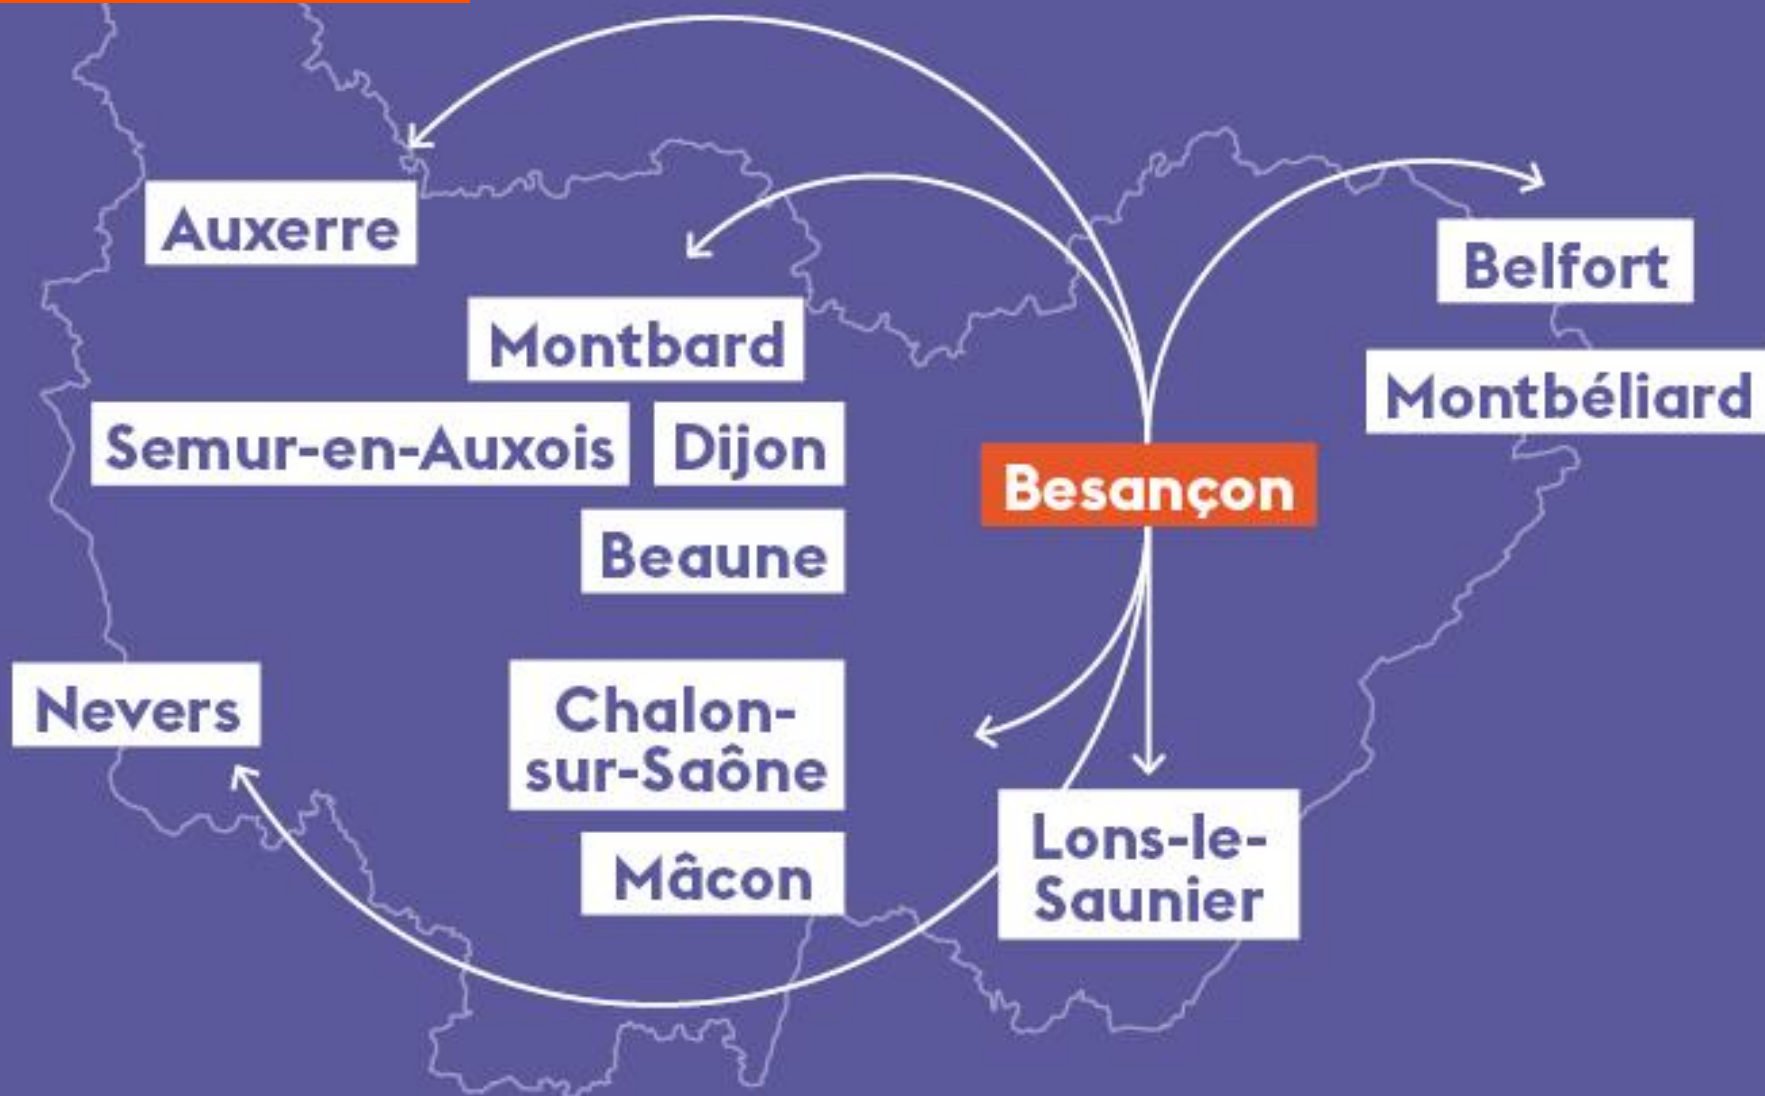 Auxerre
Belfort
Montbard
Montbéliard
Semur-en-Auxois
Dijon
Besançon
Beaune
Nevers
Chalon-
sur-Saône
Lons-le-
Saunier
Mâcon